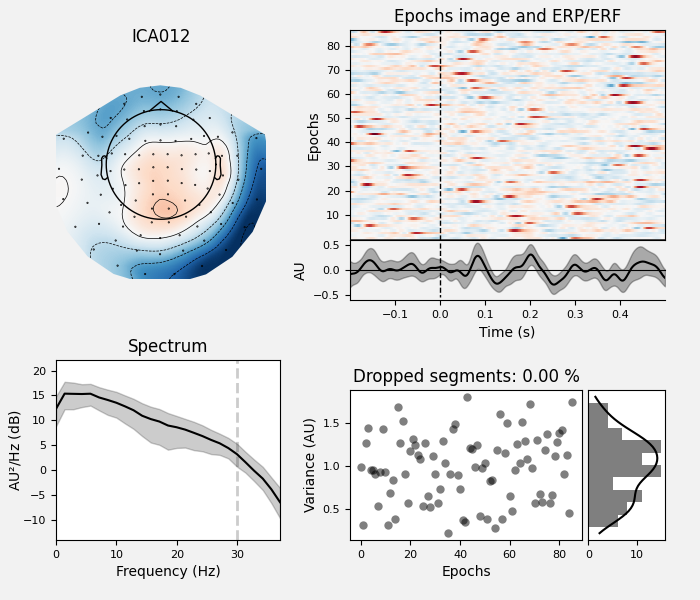 ICA012
Epochs image and ERP/ERF
Epochs
80
70
60
50
40
30
20
10
AU
0.5
0.0
−0.5
−0.1 0.0 0.1 0.2 0.3 0.4
Time (s)
Spectrum
AU²/Hz (dB)
20
15
10
5
0
−5
−10
0 10 20 30
Frequency (Hz)
Dropped segments: 0.00 %
Variance (AU)
1.5
1.0
0.5
0 20 40 60 80
Epochs
0 10